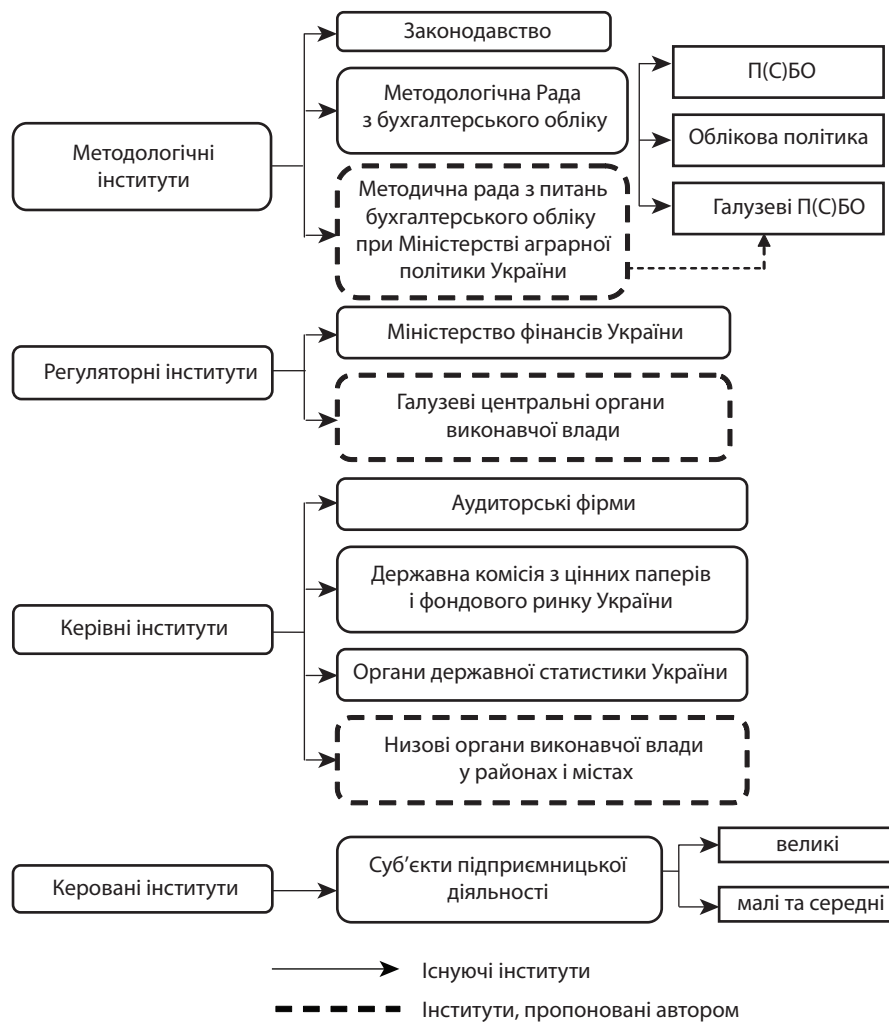 Законодавство
Методологічна Рада
з бухгалтерського обліку
П(С)БО
Облікова політика
Галузеві П(С)БО
Методологічні
інститути
Методична рада з питань
бухгалтерського обліку
при Міністерстві аграрної
політики України
Міністерство фінансів України
Регуляторні інститути
Галузеві центральні органи
виконавчої влади
Аудиторські фірми
Державна комісія з цінних паперів
і фондового ринку України
Керівні інститути
Органи державної статистики України
Низові органи виконавчої влади
у районах і містах
Керовані інститути
Суб’єкти підприємницької
діяльності
великі
малі та середні
Існуючі інститути
Інститути, пропоновані автором